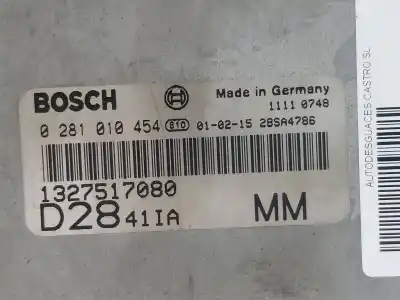 BOSCH
Made in Germany
1111 0748
0 281 010 454 e10 01-02-15 28SA4786
1327517080
D28 41IA MM
AUTODESGUACES CASTRO SL